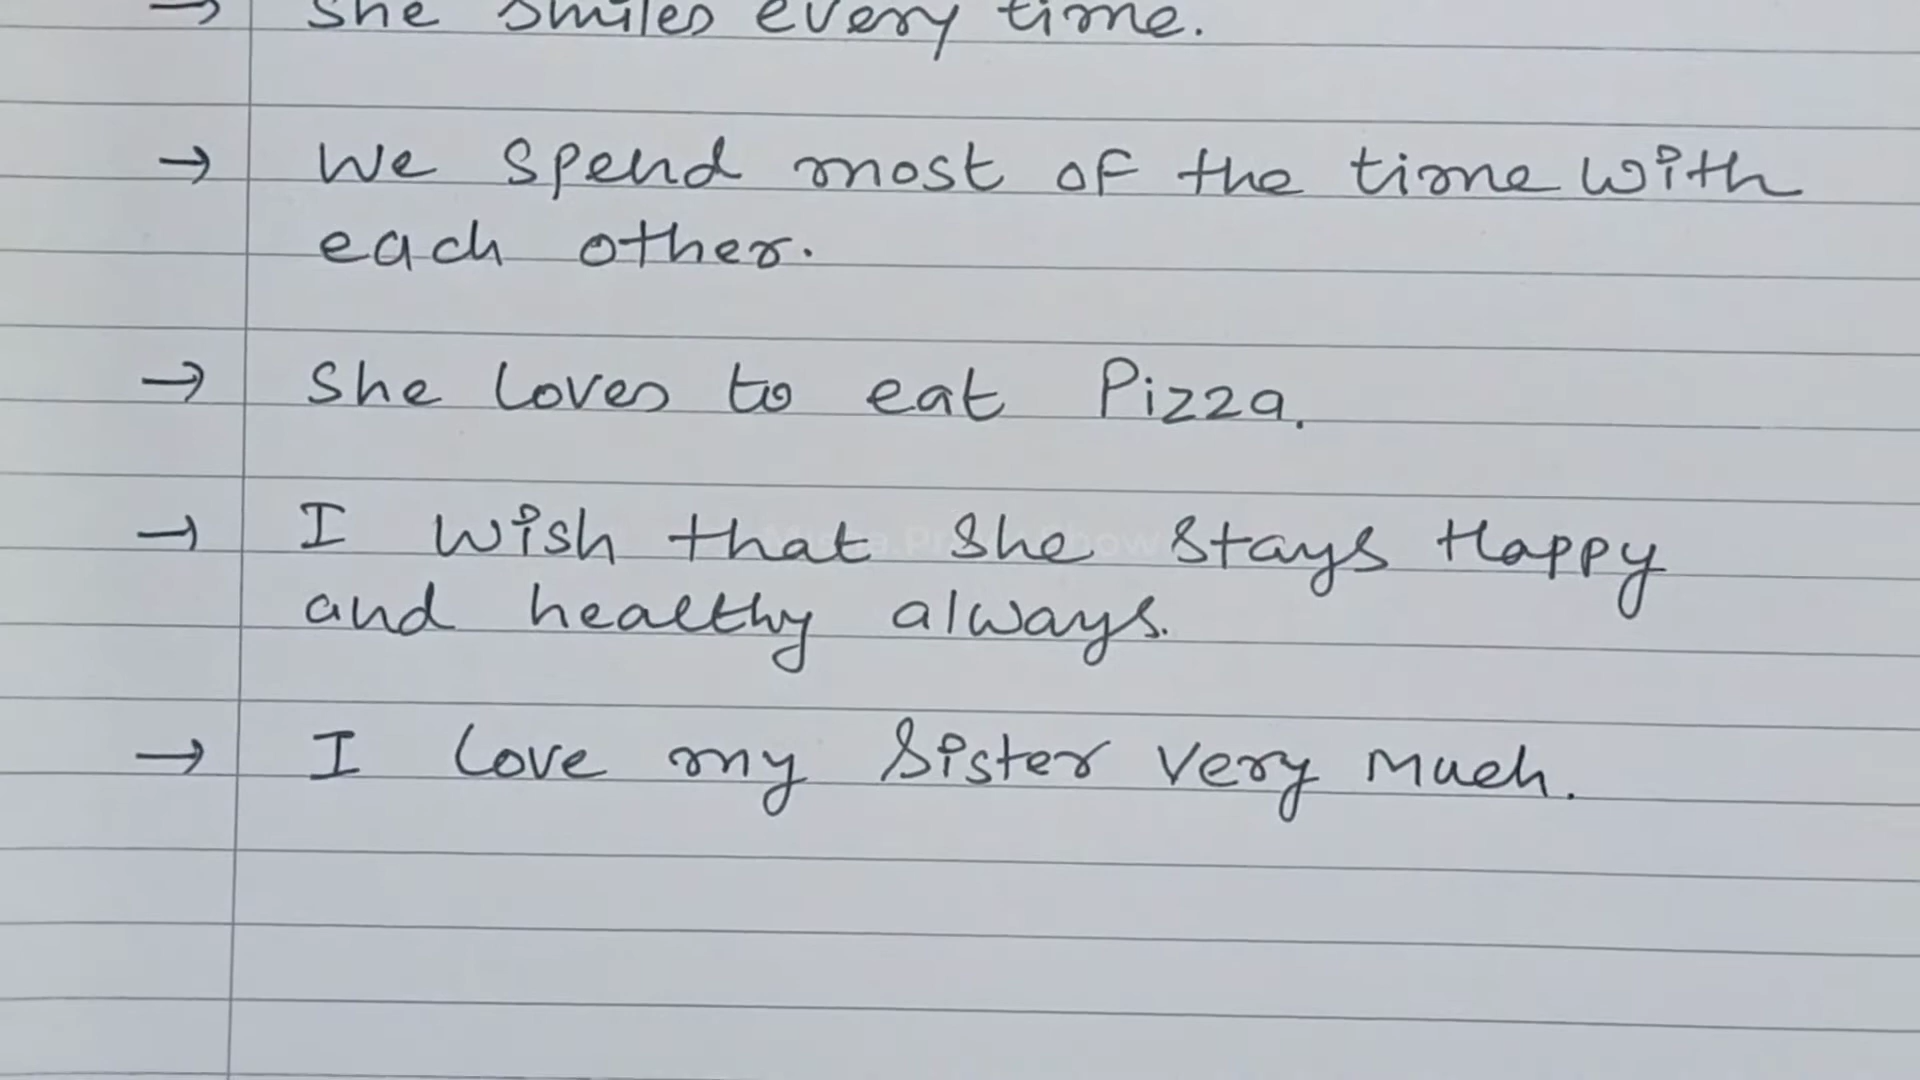 → She smiles every time.
→ We spend most of the time with
each other.
→ She loves to eat Pizza.
→ I wish that she stays Happy
and healthy always.
→ I love my Sister very Much.